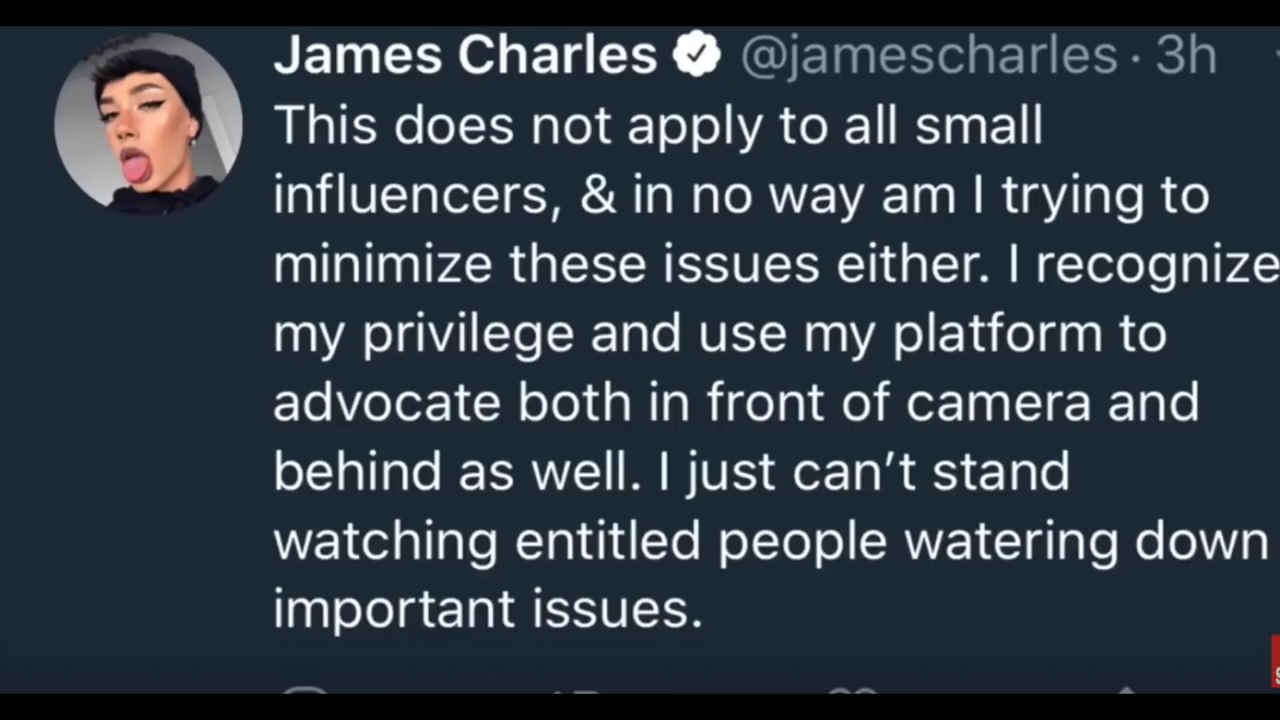 James Charles @jamescharles · 3h
This does not apply to all small
influencers, & in no way am I trying to
minimize these issues either. I recognize
my privilege and use my platform to
advocate both in front of camera and
behind as well. I just can’t stand
watching entitled people watering down
important issues.